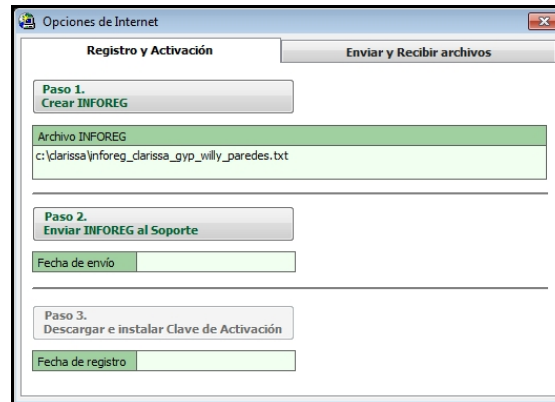 Opciones de Internet
Registro y Activación
Enviar y Recibir archivos
Paso 1.
Crear INFOREG
Archivo INFOREG
c:\clarissa\inforeg_clarissa_gyp_willy_paredes.txt
Paso 2.
Enviar INFOREG al Soporte
Fecha de envío
Paso 3.
Descargar e instalar Clave de Activación
Fecha de registro